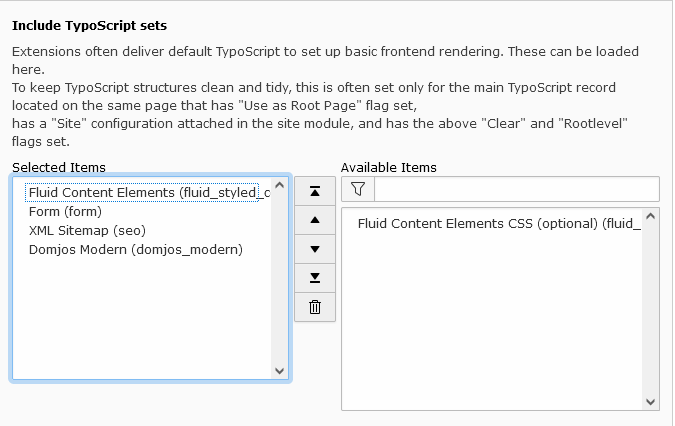 Include TypoScript sets
Extensions often deliver default TypoScript to set up basic frontend rendering. These can be loaded
here.
To keep TypoScript structures clean and tidy, this is often set only for the main TypoScript record
located on the same page that has "Use as Root Page" flag set,
has a "Site" configuration attached in the site module, and has the above "Clear" and "Rootlevel"
flags set.
Selected Items
Fluid Content Elements (fluid_styled_c
Form (form)
XML Sitemap (seo)
Domjos Modern (domjos_modern)
Available Items
Fluid Content Elements CSS (optional) (fluid_